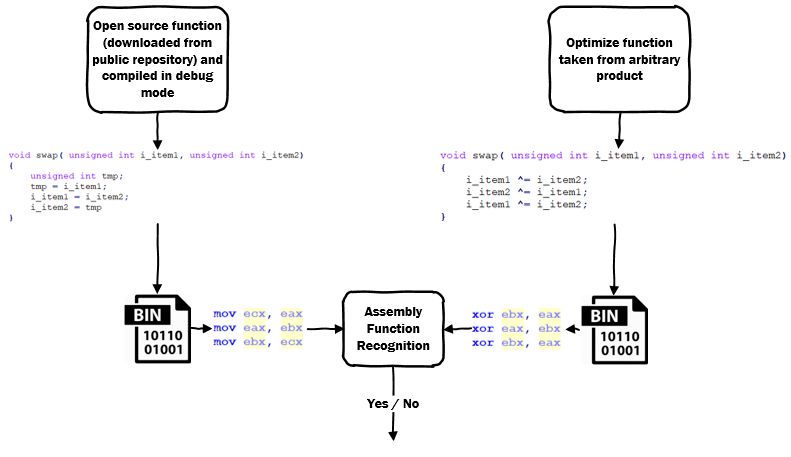 Open source function
(downloaded from
public repository) and
compiled in debug
mode
Optimize function
taken from arbitrary
product
void swap( unsigned int i_item1, unsigned int i_item2)
{
unsigned int tmp;
tmp = i_item1;
i_item1 = i_item2;
i_item2 = tmp
}
void swap( unsigned int i_item1, unsigned int i_item2)
{
i_item1 ^= i_item2;
i_item2 ^= i_item1;
i_item1 ^= i_item2;
}
BIN
10110
01001
mov ecx, eax
mov eax, ebx
mov ebx, ecx
Assembly
Function
Recognition
xor ebx, eax
xor eax, ebx
xor ebx, eax
BIN
10110
01001
Yes / No